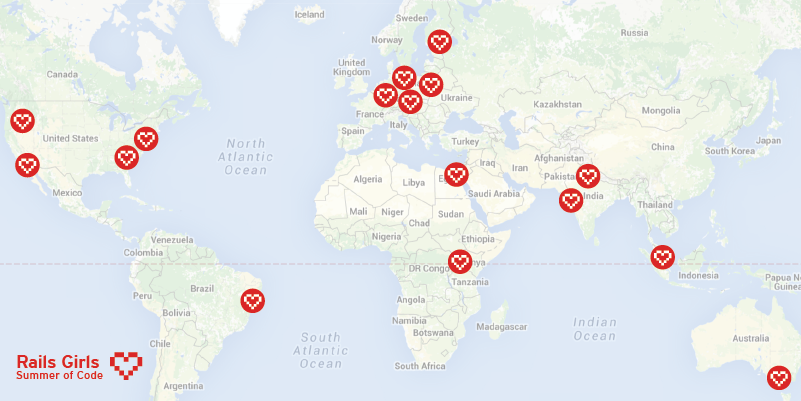 Iceland
Sweden
Russia
Norway
Canada
United
Kingdom
Ukraine
Kazakhstan
Mongolia
France
United States
Italy
Spain
Turkey
Japan
North
Atlantic
Ocean
China
South Korea
Afghanistan
Iraq
Iran
Algeria
Libya
Eg
Pakist
Mexico
Saudi Arabia
India
Mali
Niger
Sudan
Thailand
Chad
Nigeria
Ethiopia
Venezuela
Colombia
DR Congo
nya
Indonesia
Papua N
Guinea
Tanzania
Brazil
Peru
Angola
Bolivia
Namibia
Madagascar
Botswana
Indian
Ocean
South
Atlantic
Ocean
Chile
Australia
South Africa
Argentina
Rails Girls
Summer of Code